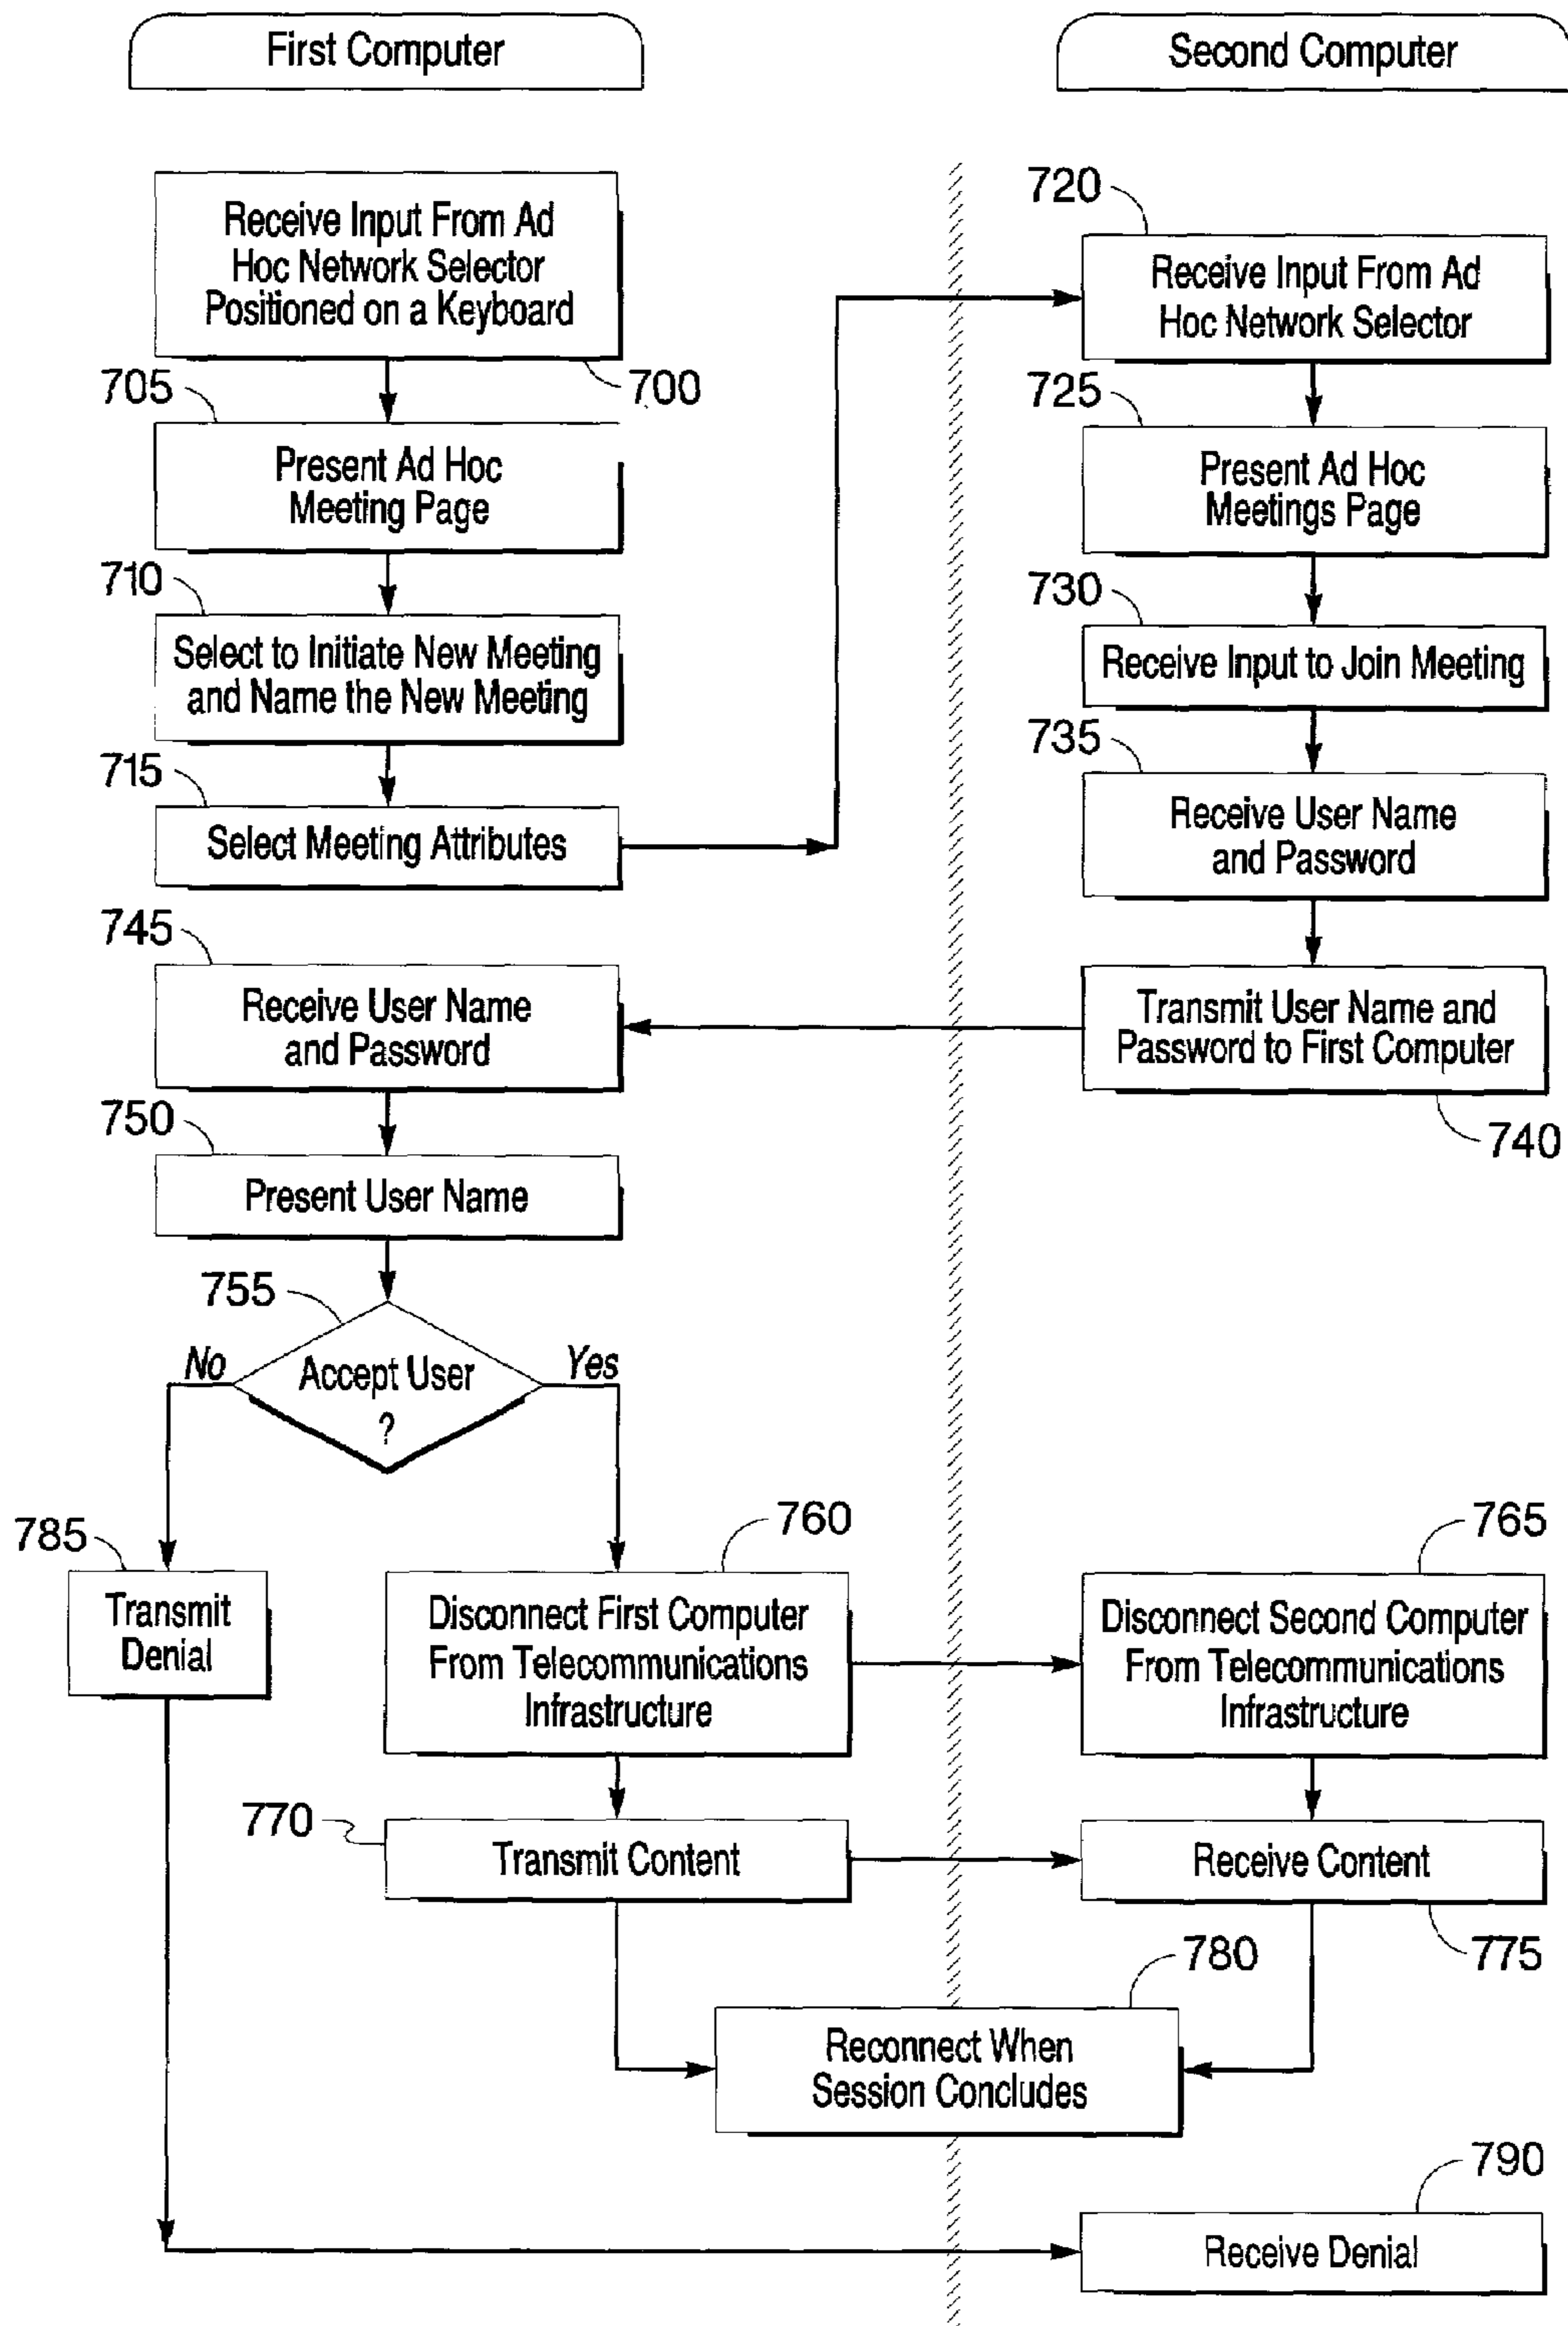 First Computer
Second Computer
Receive Input From Ad
Hoc Network Selector
Positioned on a Keyboard
700
705
Present Ad Hoc
Meeting Page
710
Select to Initiate New Meeting
and Name the New Meeting
715
Select Meeting Attributes
720
Receive Input From Ad
Hoc Network Selector
725
Present Ad Hoc
Meetings Page
730
Receive Input to Join Meeting
735
Receive User Name
and Password
Transmit User Name and
Password to First Computer
740
745
Receive User Name
and Password
750
Present User Name
755
Accept User
?
No
Yes
785
Transmit
Denial
760
Disconnect First Computer
From Telecommunications
Infrastructure
765
Disconnect Second Computer
From Telecommunications
Infrastructure
770
Transmit Content
Receive Content
775
780
Reconnect When
Session Concludes
790
Receive Denial